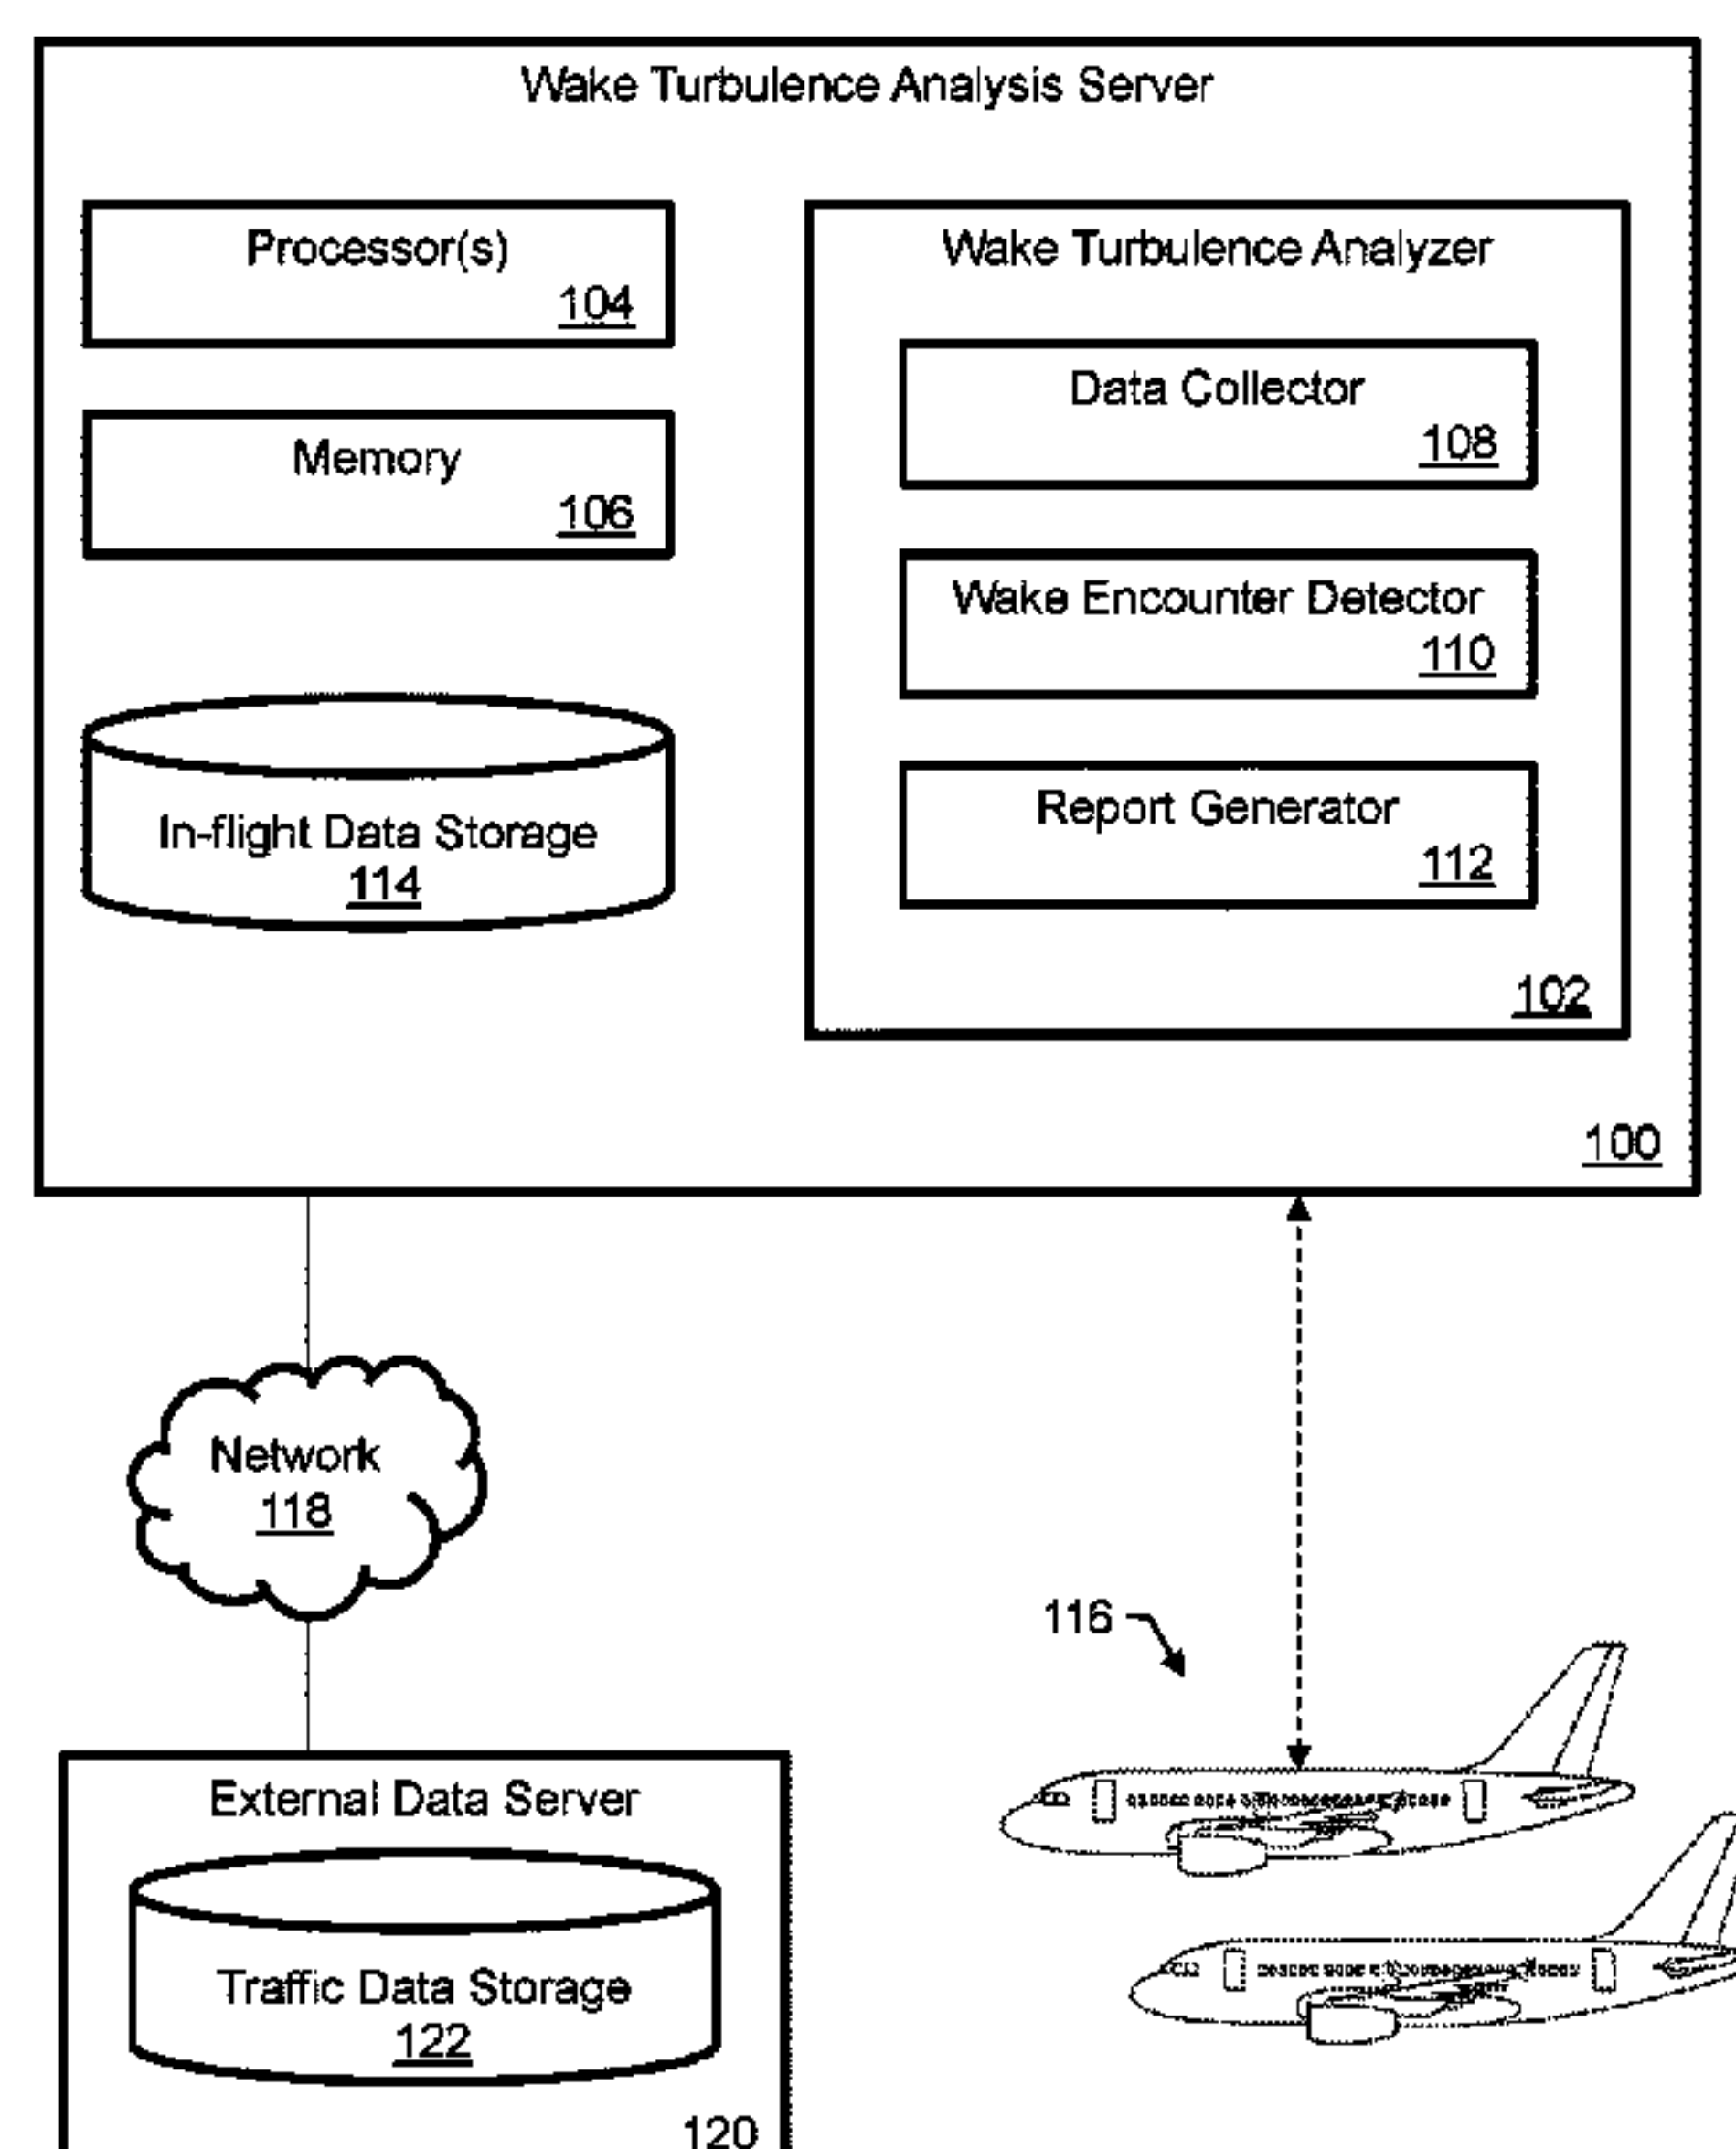 Wake Turbulence Analysis Server
Processor(s)
104
Memory
106
In-flight Data Storage
114
Wake Turbulence Analyzer
Data Collector
108
Wake Encounter Detector
110
Report Generator
112
102
100
Network
118
116
External Data Server
Traffic Data Storage
122
120